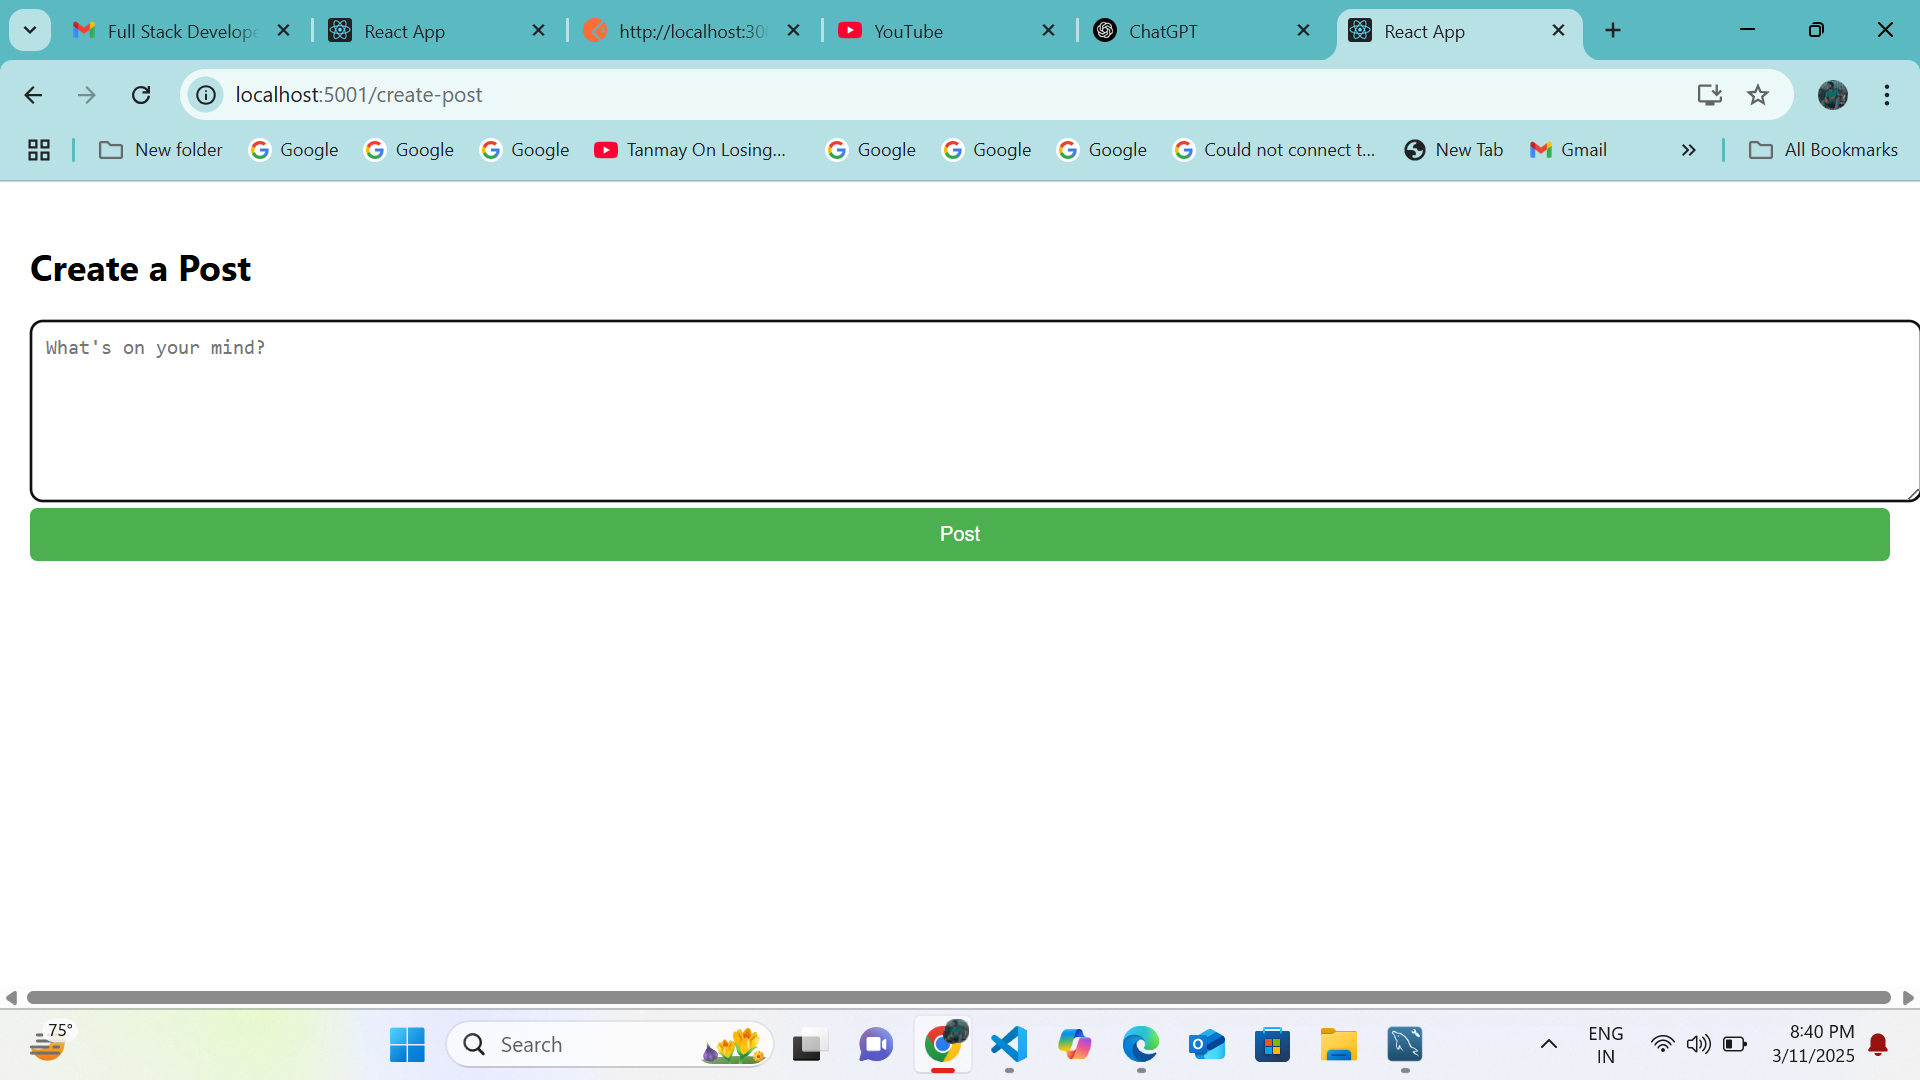 Full Stack Develope
React App
http://localhost:30
YouTube
ChatGPT
React App
localhost:5001/create-post
New folder
Google
Google
Google
Tanmay On Losing...
Google
Google
Google
Could not connect t...
New Tab
Gmail
All Bookmarks
Create a Post
What's on your mind?
Post
75°
Search
ENG
IN
8:40 PM
3/11/2025